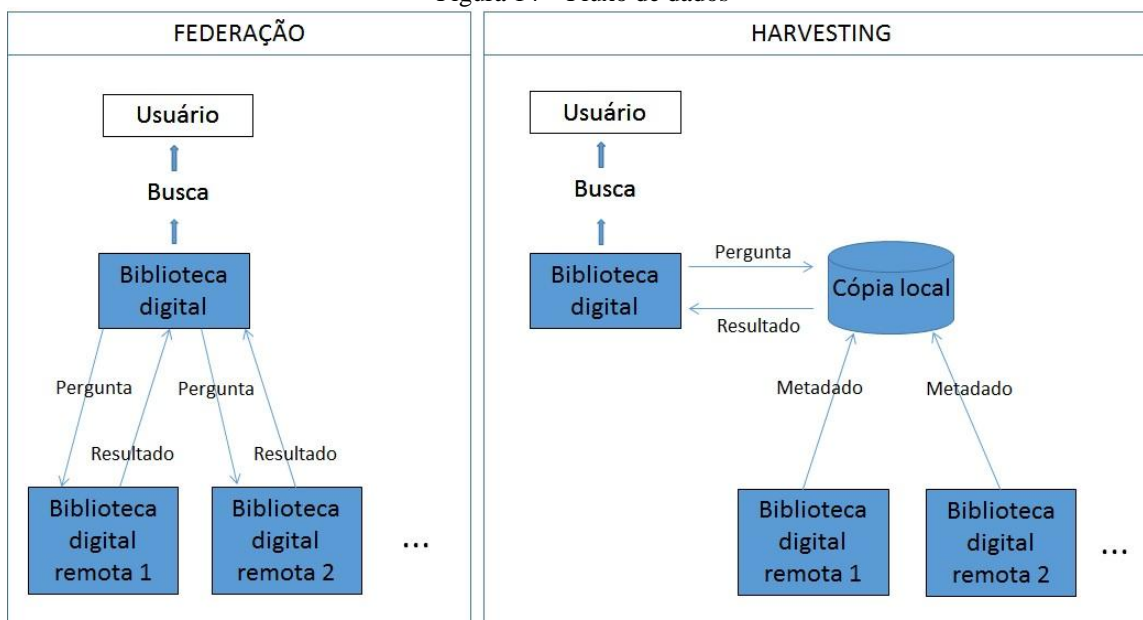 FEDERAÇÃO
Usuário
Busca
Biblioteca
digital
Pergunta
Pergunta
Resultado
Resultado
Biblioteca
digital
remota 1
Biblioteca
digital
remota 2
...
HARVESTING
Usuário
Busca
Biblioteca
digital
Pergunta
Resultado
Cópia local
Metadado
Metadado
Biblioteca
digital
remota 1
Biblioteca
digital
remota 2
...